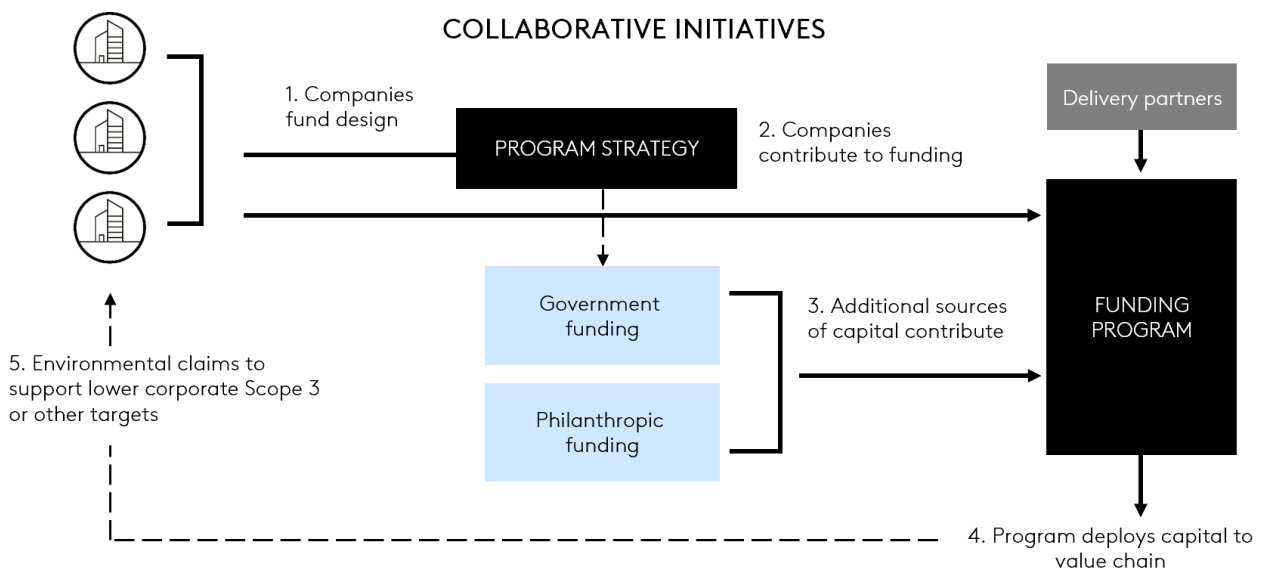 COLLABORATIVE INITIATIVES
1. Companies
fund design
PROGRAM STRATEGY
2. Companies
contribute to funding
Delivery partners
Government
funding
Philanthropic
funding
3. Additional sources
of capital contribute
FUNDING
PROGRAM
4. Program deploys capital to
value chain
5. Environmental claims to
support lower corporate Scope 3
or other targets